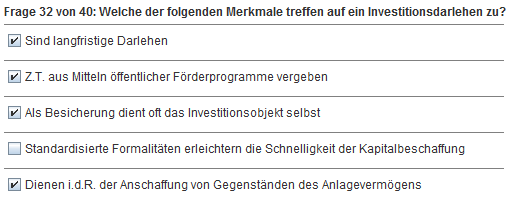 Frage 32 von 40: Welche der folgenden Merkmale treffen auf ein Investitionsdarlehen zu?
Sind langfristige Darlehen
Z.T. aus Mitteln öffentlicher Förderprogramme vergeben
Als Besicherung dient oft das Investitionsobjekt selbst
Standardisierte Formalitäten erleichtern die Schnelligkeit der Kapitalbeschaffung
Dienen i.d.R. der Anschaffung von Gegenständen des Anlagevermögens